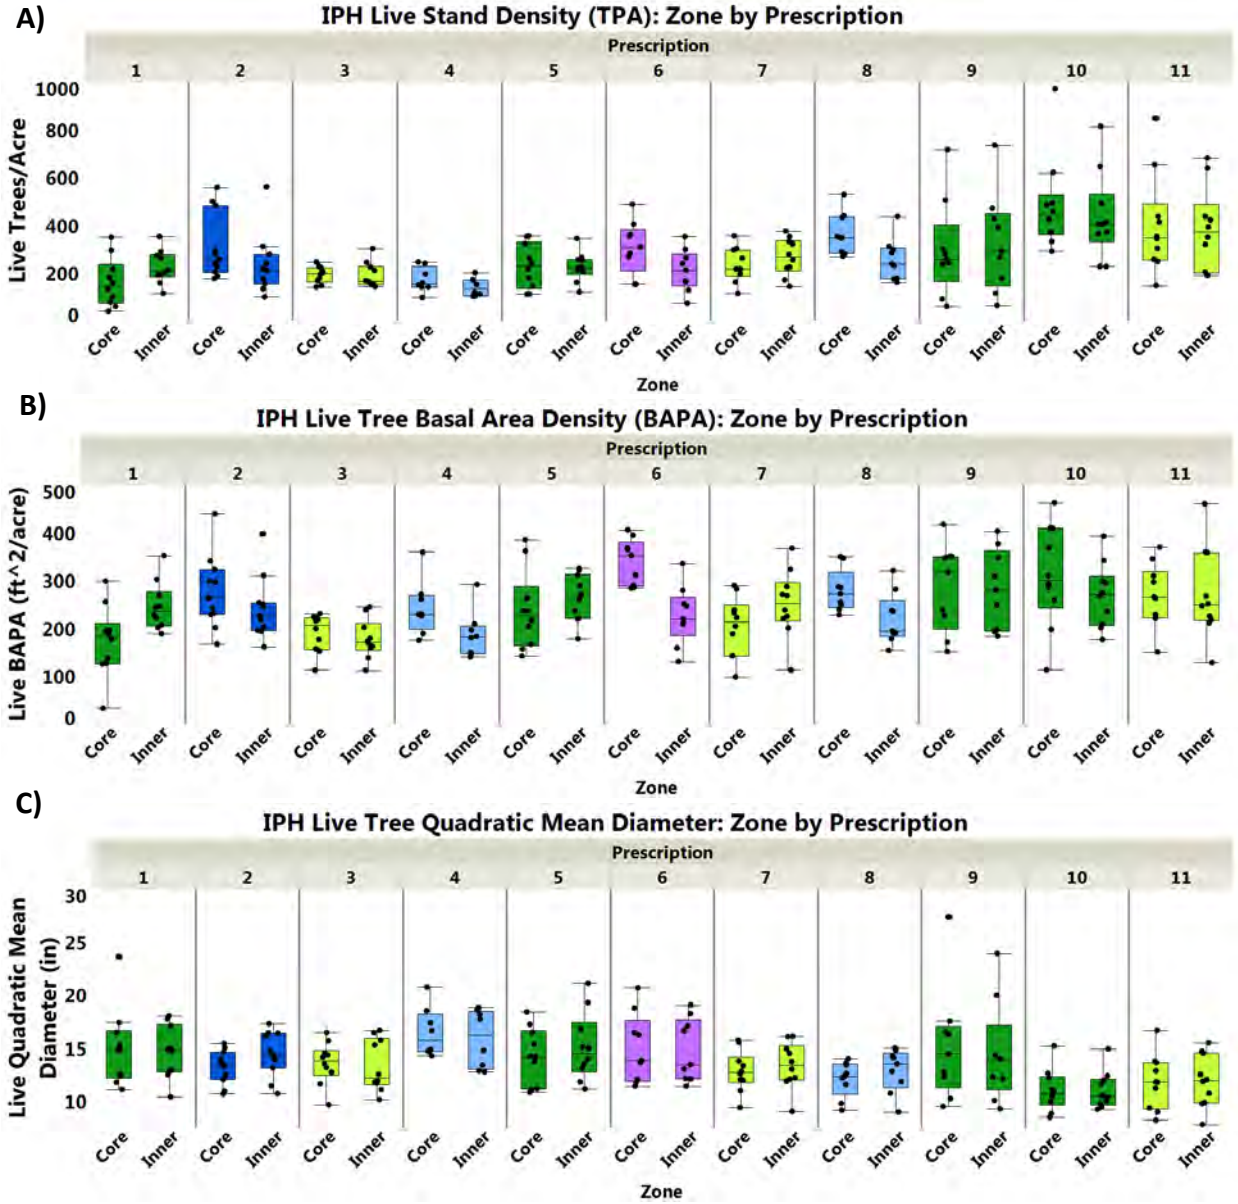 A)
IPH Live Stand Density (TPA): Zone by Prescription
Prescription
1 2 3 4 5 6 7 8 9 10 11
Live Trees/Acre
1000
800
600
400
200
0
Core Inner Core Inner Core Inner Core Inner Core Inner Core Inner Core Inner Core Inner Core Inner Core Inner Core Inner
Zone
B)
IPH Live Tree Basal Area Density (BAPA): Zone by Prescription
Prescription
1 2 3 4 5 6 7 8 9 10 11
Live BAPA (ft^2/acre)
500
400
300
200
100
0
Core Inner Core Inner Core Inner Core Inner Core Inner Core Inner Core Inner Core Inner Core Inner Core Inner Core Inner
Zone
C)
IPH Live Tree Quadratic Mean Diameter: Zone by Prescription
Prescription
1 2 3 4 5 6 7 8 9 10 11
Live Quadratic Mean
Diameter (in)
30
25
20
15
10
Core Inner Core Inner Core Inner Core Inner Core Inner Core Inner Core Inner Core Inner Core Inner Core Inner Core Inner
Zone